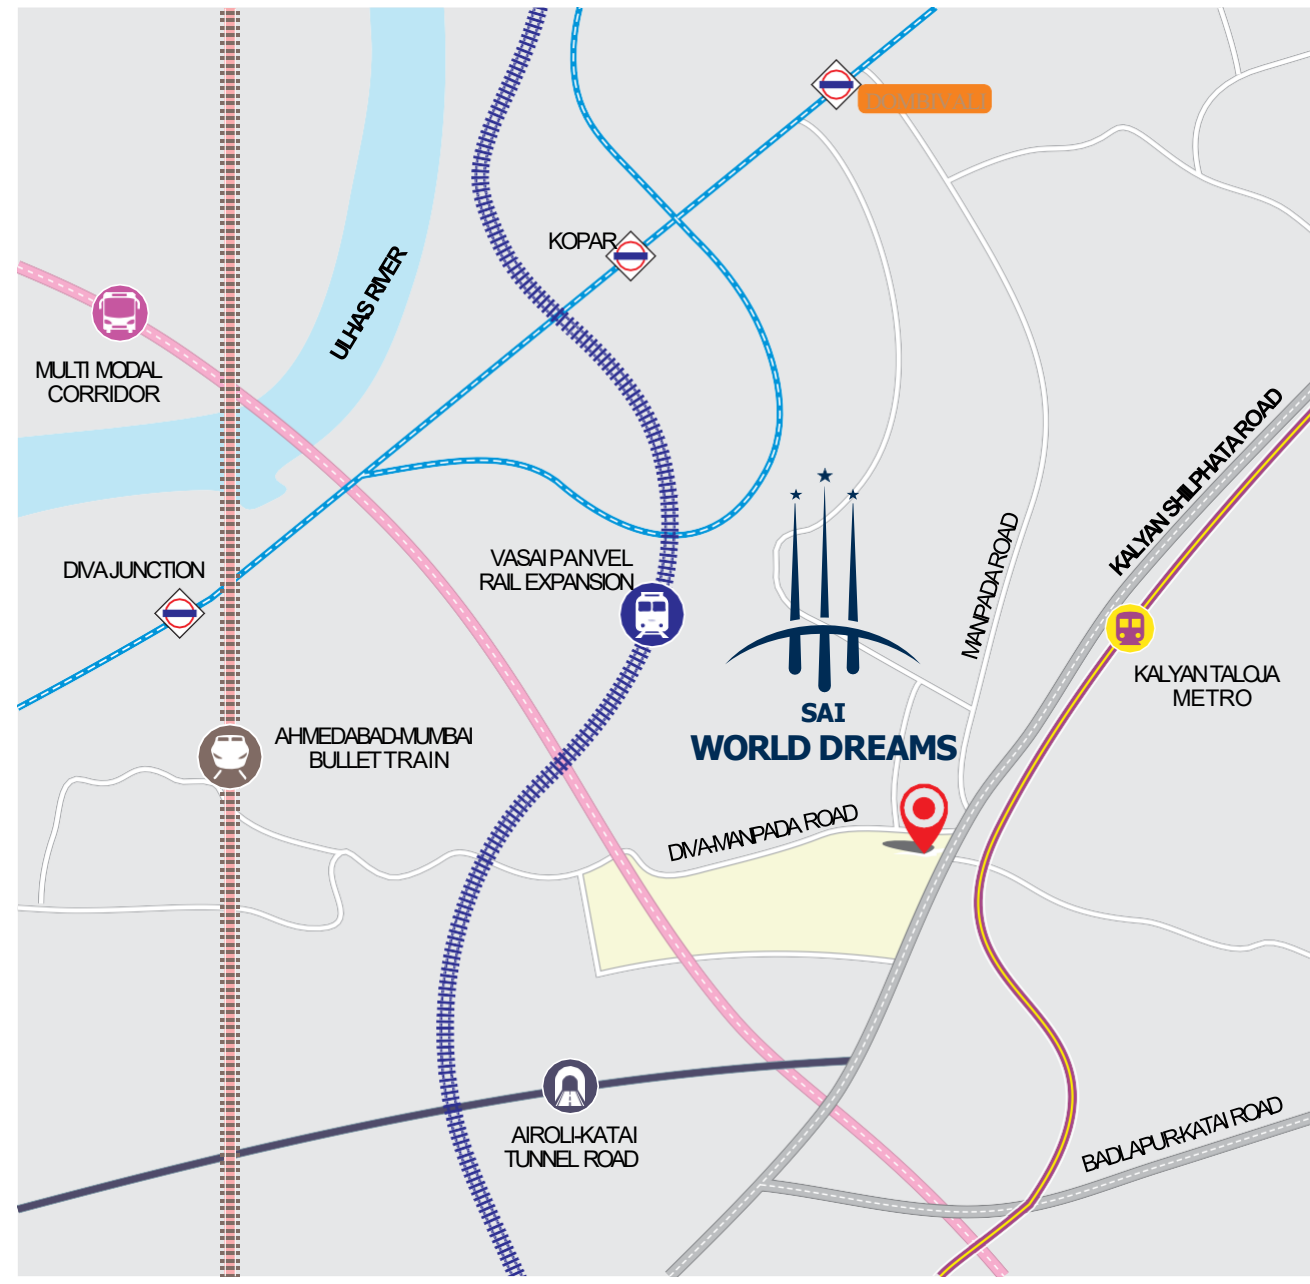 DOMBIVALI
KOPAR
ULHAS RIVER
MULTI MODAL
CORRIDOR
KALYAN SHILPHATA ROAD
DIVA JUNCTION
VASAI PANVEL
RAIL EXPANSION
MANPADA ROAD
KALYAN TALOJA
METRO
SAI
WORLD DREAMS
AHMEDABAD-MUMBAI
BULLET TRAIN
DIVA-MANPADA ROAD
AIROLI-KATAI
TUNNEL ROAD
BADLAPUR-KATAI ROAD